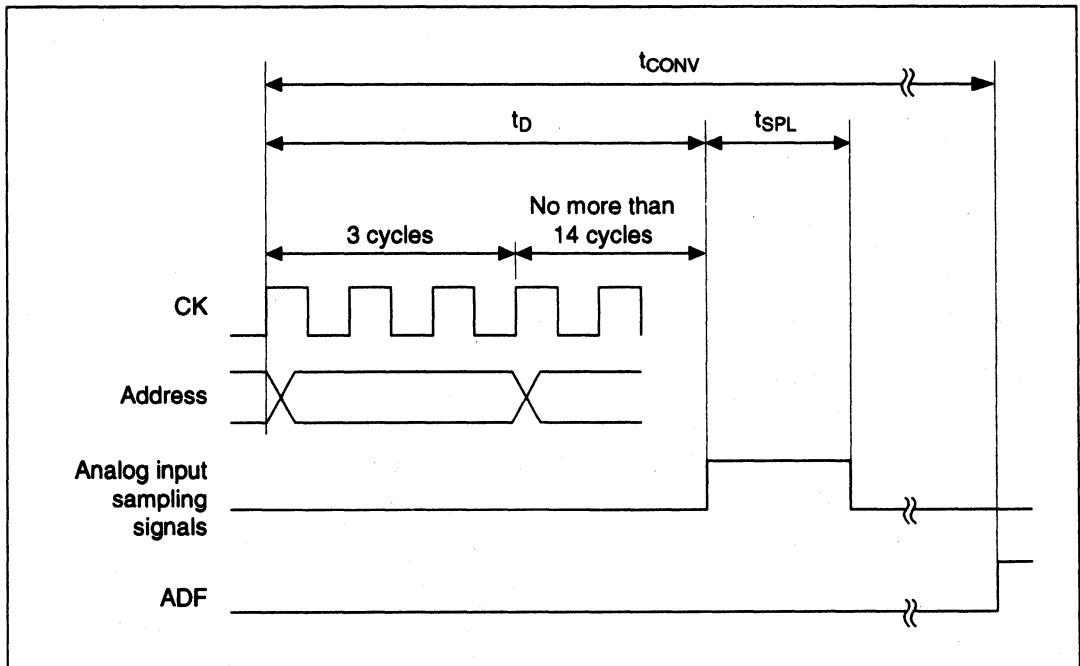 tCONV
tD
tSPL
No more than
3 cycles
14 cycles
CK
Address
Analog input
sampling
signals
ADF